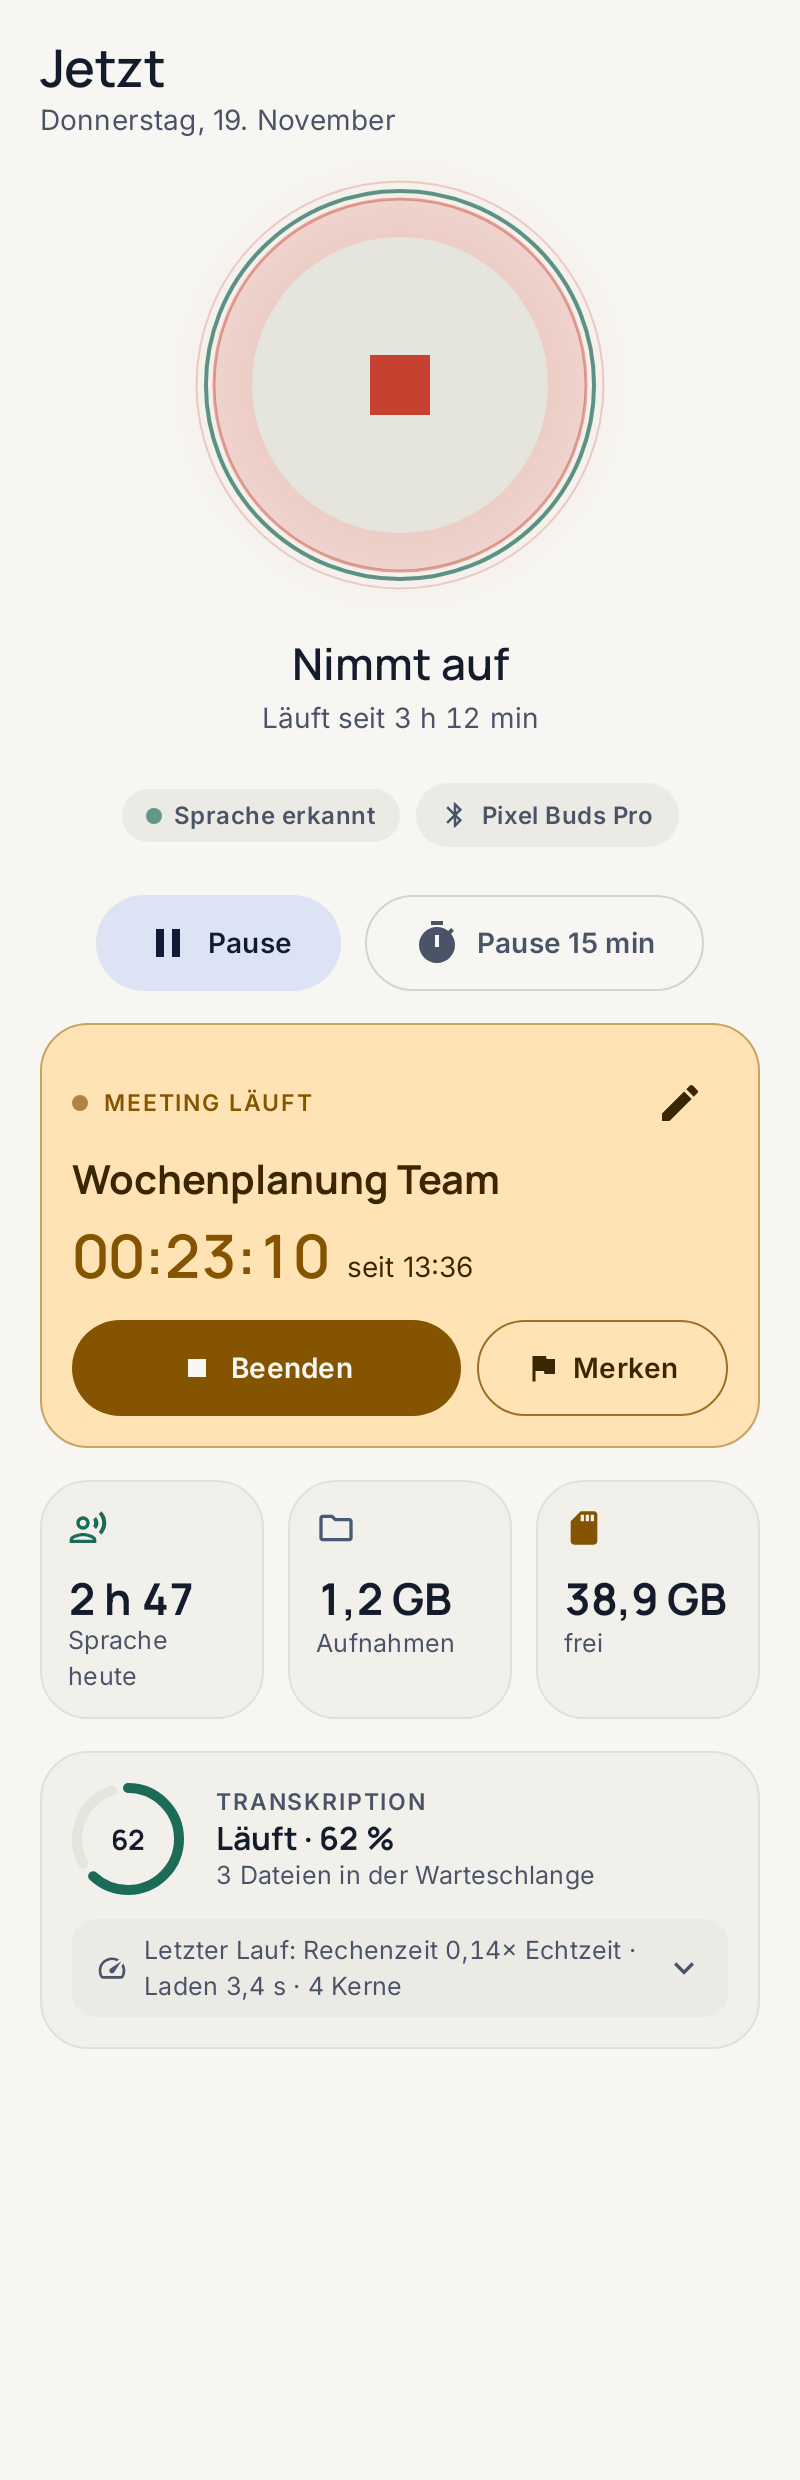 Jetzt
Donnerstag, 19. November
Nimmt auf
Läuft seit 3 h 12 min
Sprache erkannt
Pixel Buds Pro
Pause
Pause 15 min
MEETING LÄUFT
Wochenplanung Team
00:23:10 seit 13:36
Beenden
Merken
2 h 47
Sprache
heute
1,2 GB
Aufnahmen
38,9 GB
frei
62
TRANSKRIPTION
Läuft · 62 %
3 Dateien in der Warteschlange
Letzter Lauf: Rechenzeit 0,14× Echtzeit ·
Laden 3,4 s · 4 Kerne